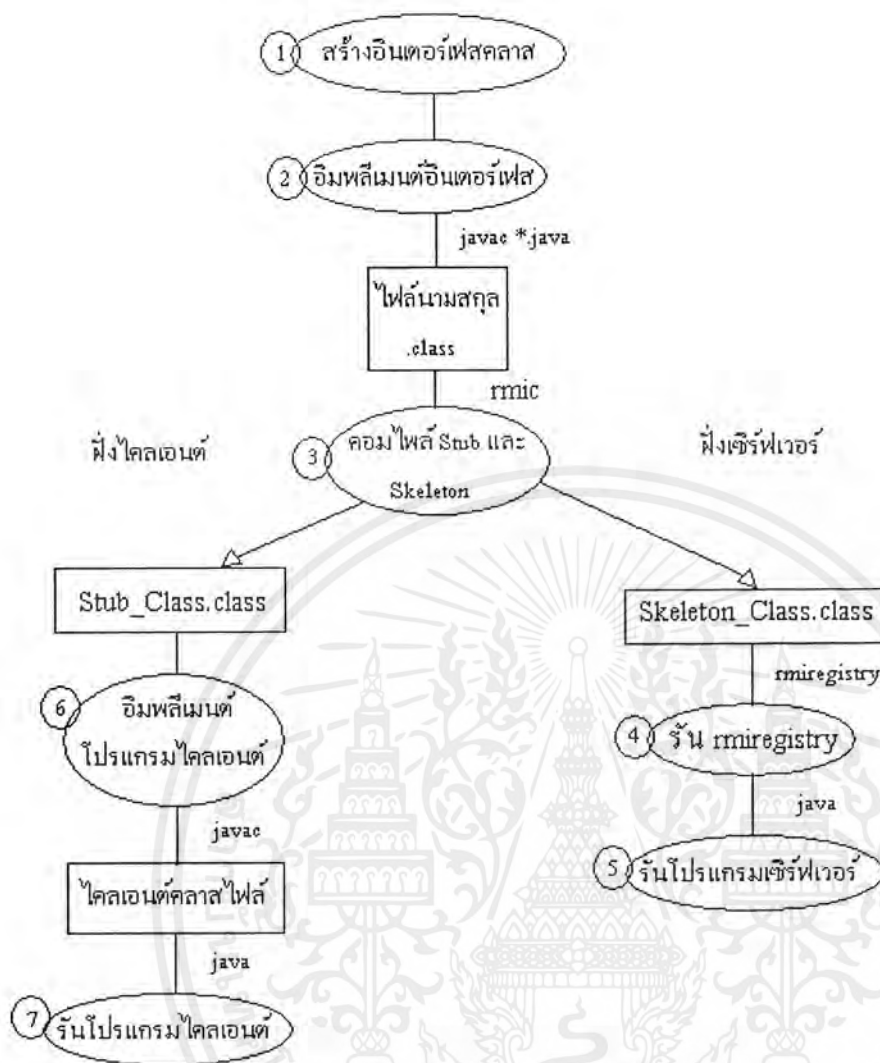 1 สร้างอินเตอร์เฟสคลาส
2 อิมพลีเมนต์อินเตอร์เฟส
javac *.java
ไฟล์นามสกุล
.class
rmic
ฝั่งไคลเอนต์
3 คอมไพล์ Stub และ
Skeleton
ฝั่งเซิร์ฟเวอร์
Stub_Class.class
Skeleton_Class.class
rmiregistry
6 อิมพลีเมนต์
โปรแกรมไคลเอนต์
4 รัน rmiregistry
javac
java
ไคลเอนต์คลาสไฟล์
5 รันโปรแกรมเซิร์ฟเวอร์
java
7 รันโปรแกรมไคลเอนต์